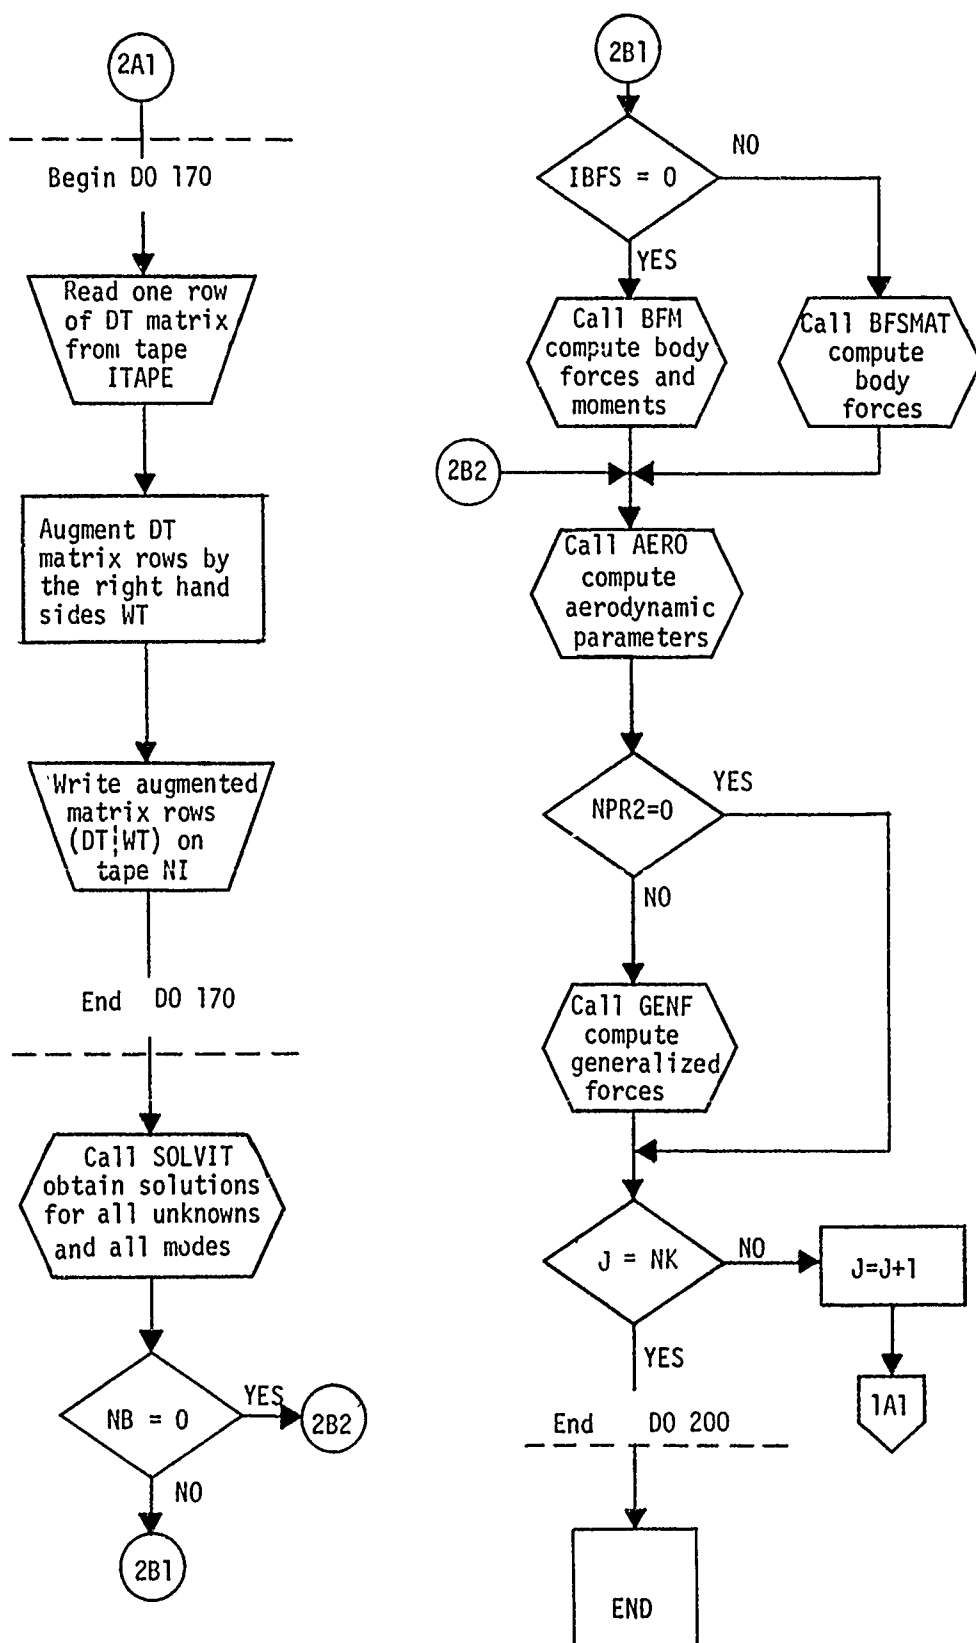 2A1
Begin DO 170
Read one row
of DT matrix
from tape
ITAPE
Augment DT
matrix rows by
the right hand
sides WT
Write augmented
matrix rows
(DT¦WT) on
tape NI
End DO 170
Call SOLVIT
obtain solutions
for all unknowns
and all modes
NB = 0
YES
2B2
NO
2B1
2B1
IBFS = 0
NO
YES
Call BFM
compute body
forces and
moments
Call BFSMAT
compute
body
forces
2B2
Call AERO
compute
aerodynamic
parameters
NPR2=0
YES
NO
Call GENF
compute
generalized
forces
J = NK
NO
J=J+1
YES
1A1
End DO 200
END